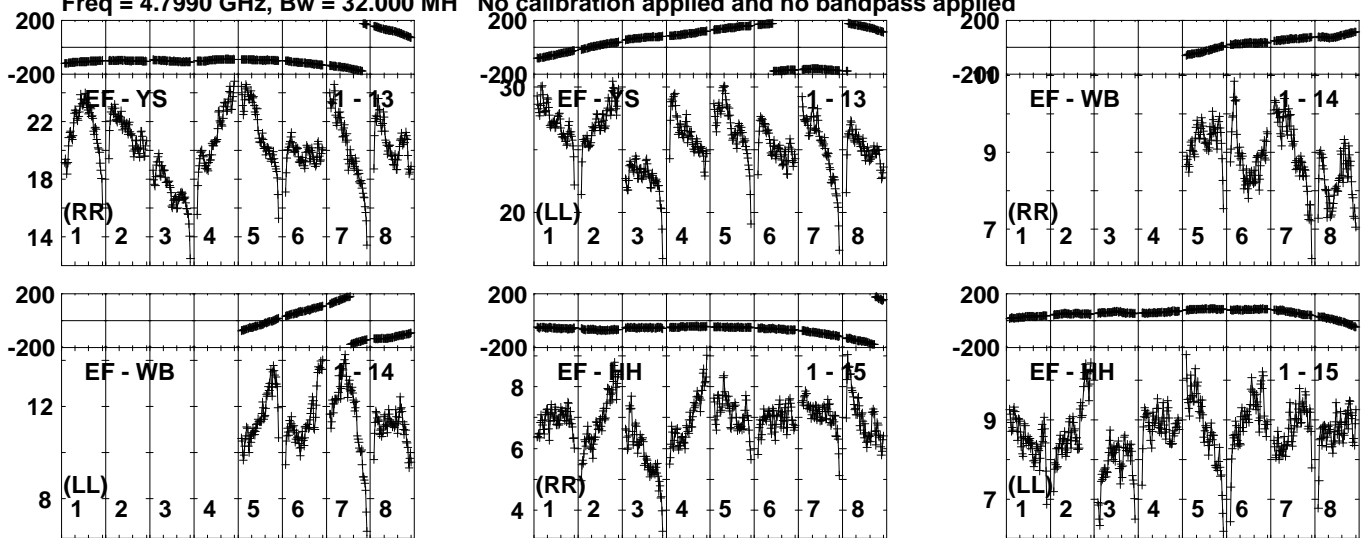 Freq = 4.7990 GHz, Bw = 32.000 MH No calibration applied and no bandpass applied
200
-200
EF - YS 1 - 13
22
18
14
(RR)
1 2 3 4 5 6 7 8
200
-200
30
EF - YS 1 - 13
20
(LL)
1 2 3 4 5 6 7 8
200
-200
EF - WB 1 - 14
9
7
(RR)
1 2 3 4 5 6 7 8
200
-200
EF - WB 1 - 14
12
8
(LL)
1 2 3 4 5 6 7 8
200
-200
EF - HH 1 - 15
8
6
4
(RR)
1 2 3 4 5 6 7 8
200
-200
EF - HH 1 - 15
9
7
(LL)
1 2 3 4 5 6 7 8